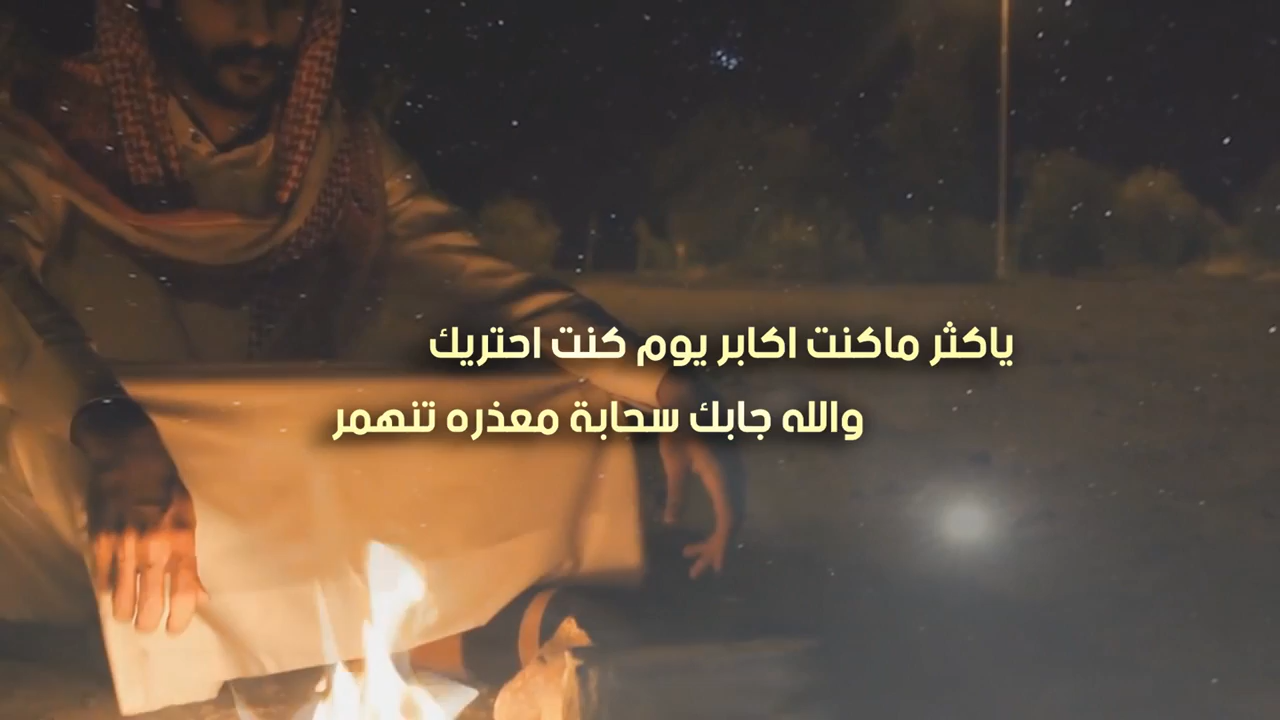 ياكثر ماكنت اكابر يوم كنت احتريك
والله جابك سحابة معذره تنهمر